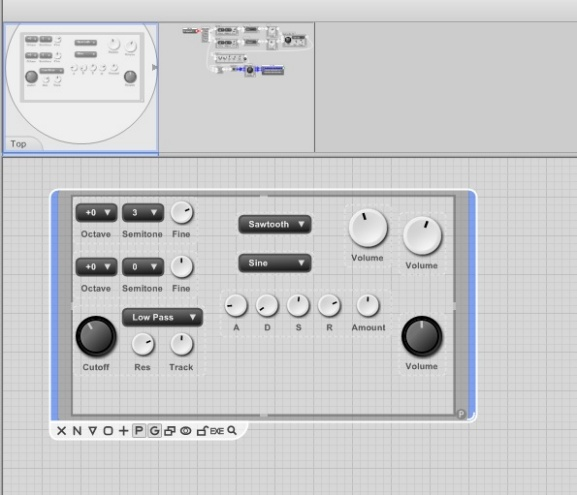 Top
+0 3
Octave Semitone Fine
Sawtooth
Volume
Volume
+0 0
Sine
Octave Semitone Fine
Low Pass
A D S R Amount
Cutoff Res Track
Volume
P
X N P G EXE